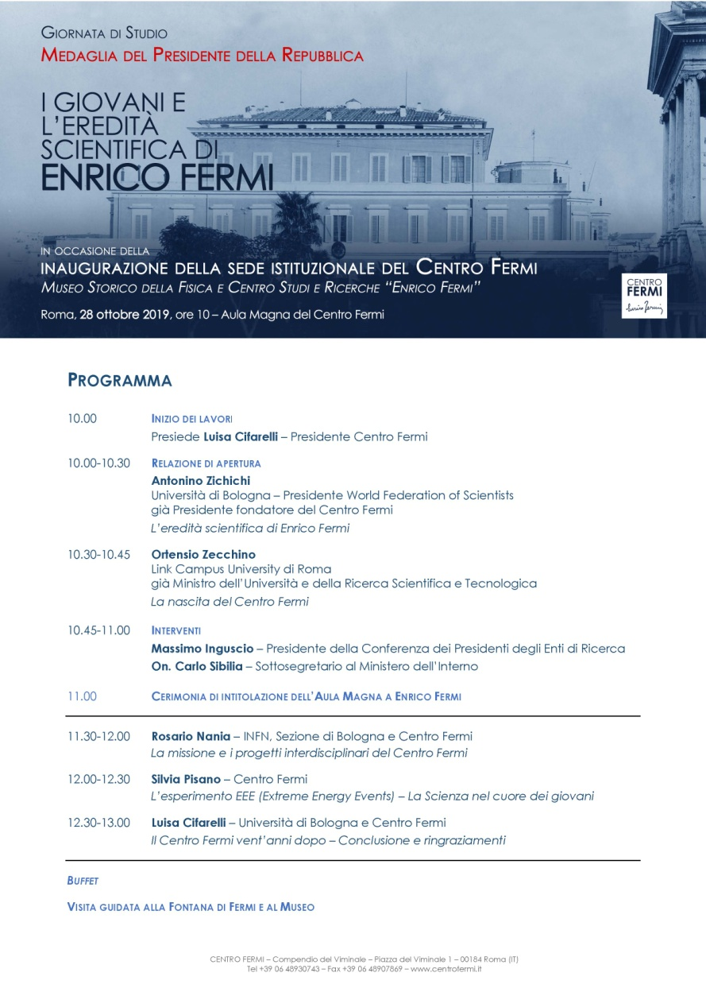 Giornata di Studio
Medaglia del Presidente della Repubblica
I GIOVANI E
L'EREDITÀ
SCIENTIFICA DI
ENRICO FERMI
in occasione della
inaugurazione della sede istituzionale del Centro Fermi
Museo Storico della Fisica e Centro Studi e Ricerche "Enrico Fermi"
Roma, 28 ottobre 2019, ore 10 – Aula Magna del Centro Fermi
CENTRO
FERMI
Enrico Fermi
Programma
10.00 Inizio dei lavori
Presiede Luisa Cifarelli – Presidente Centro Fermi
10.00-10.30 Relazione di apertura
Antonino Zichichi
Università di Bologna – Presidente World Federation of Scientists
già Presidente fondatore del Centro Fermi
L'eredità scientifica di Enrico Fermi
10.30-10.45 Ortensio Zecchino
Link Campus University di Roma
già Ministro dell'Università e della Ricerca Scientifica e Tecnologica
La nascita del Centro Fermi
10.45-11.00 Interventi
Massimo Inguscio – Presidente della Conferenza dei Presidenti degli Enti di Ricerca
On. Carlo Sibilia – Sottosegretario al Ministero dell'Interno
11.00 Cerimonia di intitolazione dell'Aula Magna a Enrico Fermi
11.30-12.00 Rosario Nania – INFN, Sezione di Bologna e Centro Fermi
La missione e i progetti interdisciplinari del Centro Fermi
12.00-12.30 Silvia Pisano – Centro Fermi
L'esperimento EEE (Extreme Energy Events) – La Scienza nel cuore dei giovani
12.30-13.00 Luisa Cifarelli – Università di Bologna e Centro Fermi
Il Centro Fermi vent'anni dopo – Conclusione e ringraziamenti
Buffet
Visita guidata alla Fontana di Fermi e al Museo
CENTRO FERMI – Compendio del Viminale – Piazza del Viminale 1 – 00184 Roma (IT)
Tel +39 06 48930743 – Fax +39 06 48907869 – www.centrofermi.it